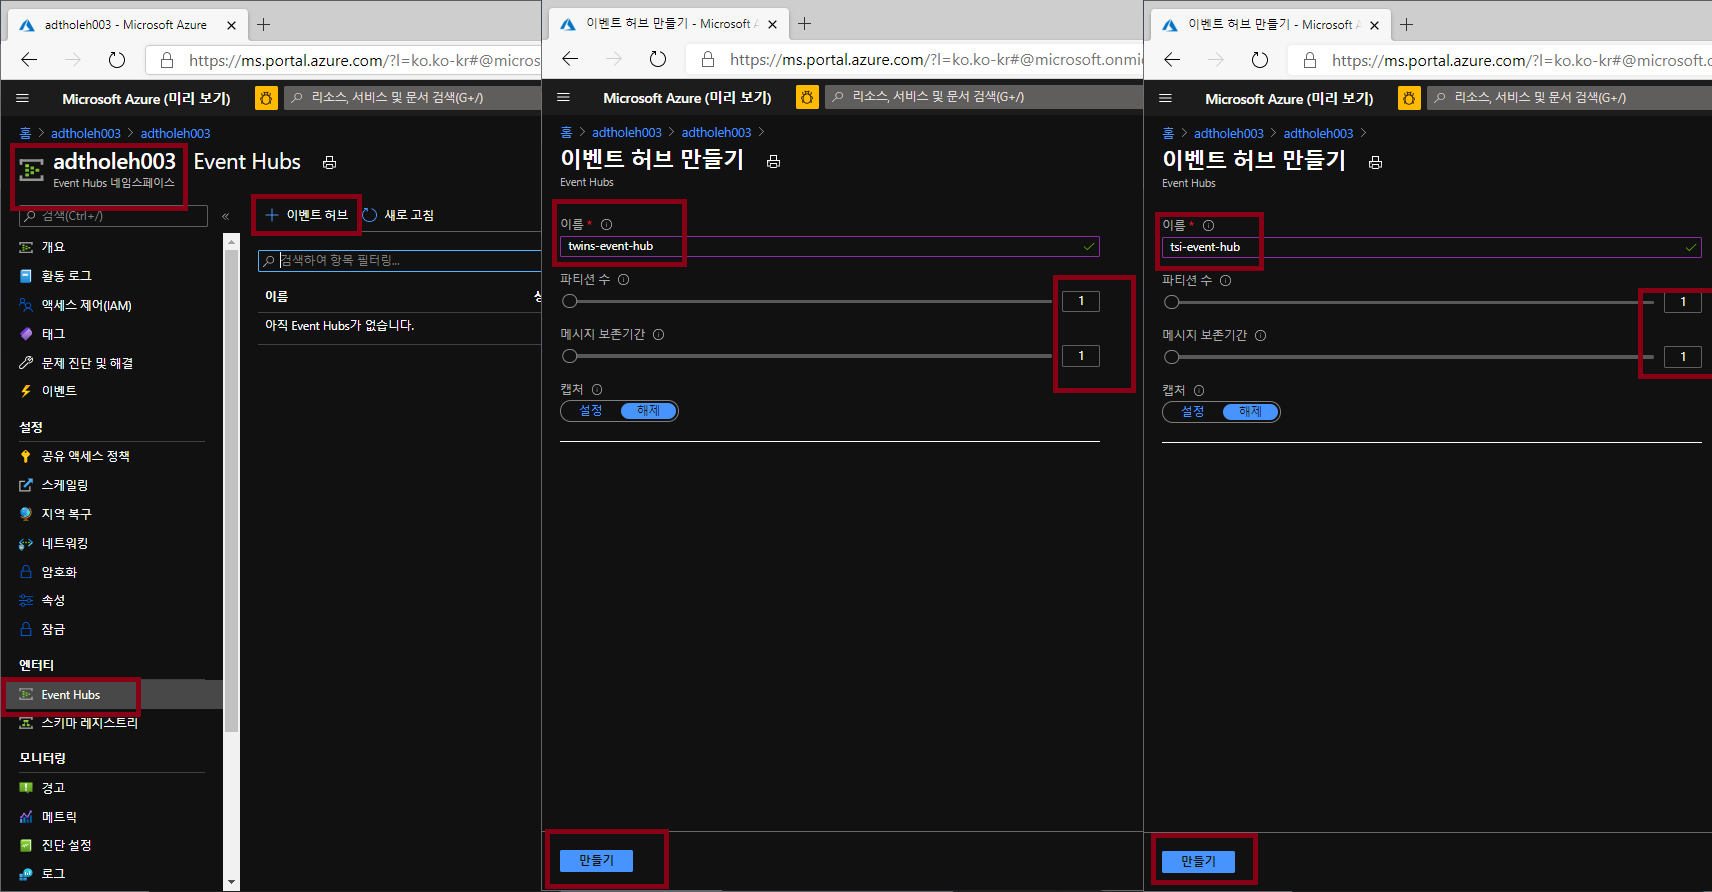 adtholeh003 - Microsoft Azure
https://ms.portal.azure.com/?l=ko.ko-kr#@micros
Microsoft Azure (미리 보기)
리소스, 서비스 및 문서 검색(G+/)
홈 > adtholeh003 > adtholeh003
adtholeh003 Event Hubs
Event Hubs 네임스페이스
검색(Ctrl+/)
«
개요
활동 로그
액세스 제어(IAM)
태그
문제 진단 및 해결
이벤트
설정
공유 액세스 정책
스케일링
지역 복구
네트워킹
암호화
속성
잠금
엔터티
Event Hubs
스키마 레지스트리
모니터링
경고
메트릭
진단 설정
로그
+ 이벤트 허브
새로 고침
검색하여 항목 필터링...
이름
아직 Event Hubs가 없습니다.
이벤트 허브 만들기 - Microsoft A
https://ms.portal.azure.com/?l=ko.ko-kr#@microsoft.onmi
Microsoft Azure (미리 보기)
리소스, 서비스 및 문서 검색(G+/)
홈 > adtholeh003 > adtholeh003 >
이벤트 허브 만들기
Event Hubs
이름 *
twins-event-hub
파티션 수
1
메시지 보존기간
1
캡처
설정 해제
만들기
이벤트 허브 만들기 - Microsoft A
https://ms.portal.azure.com/?l=ko.ko-kr#@microsoft.o
Microsoft Azure (미리 보기)
리소스, 서비스 및 문서 검색(G+/)
홈 > adtholeh003 > adtholeh003 >
이벤트 허브 만들기
Event Hubs
이름 *
tsi-event-hub
파티션 수
1
메시지 보존기간
1
캡처
설정 해제
만들기